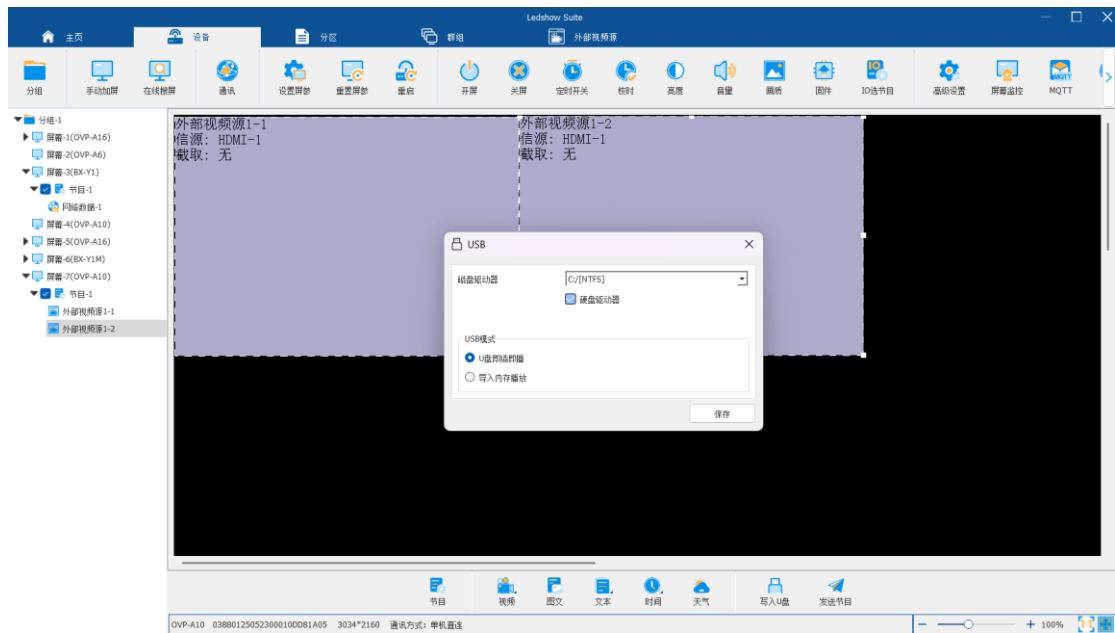 Ledshow Suite
主页 设备 分区 群组 外部视频源
分组 手动加屏 在线搜屏 通讯 设置屏参 重置屏参 重启 开屏 关屏 定时开关 校时 亮度 音量 画质 固件 IO选节目 高级设置 屏幕监控 MQTT
分组-1
屏幕-1(OVP-A16)
屏幕-2(OVP-A6)
屏幕-3(BX-Y1)
节目-1
网络数据-1
屏幕-4(OVP-A10)
屏幕-5(OVP-A16)
屏幕-6(BX-Y1M)
屏幕-7(OVP-A10)
节目-1
外部视频源1-1
外部视频源1-2
外部视频源1-1
信源: HDMI-1
截取: 无
外部视频源1-2
信源: HDMI-1
截取: 无
USB
磁盘驱动器 C:/[NTFS]
硬盘驱动器
USB模式
U盘即插即播
导入内存播放
保存
节目 视频 图文 文本 时间 天气 写入U盘 发送节目
OVP-A10 03880125052300010DD81A05 3034*2160 通讯方式: 单机直连 100% 1:1